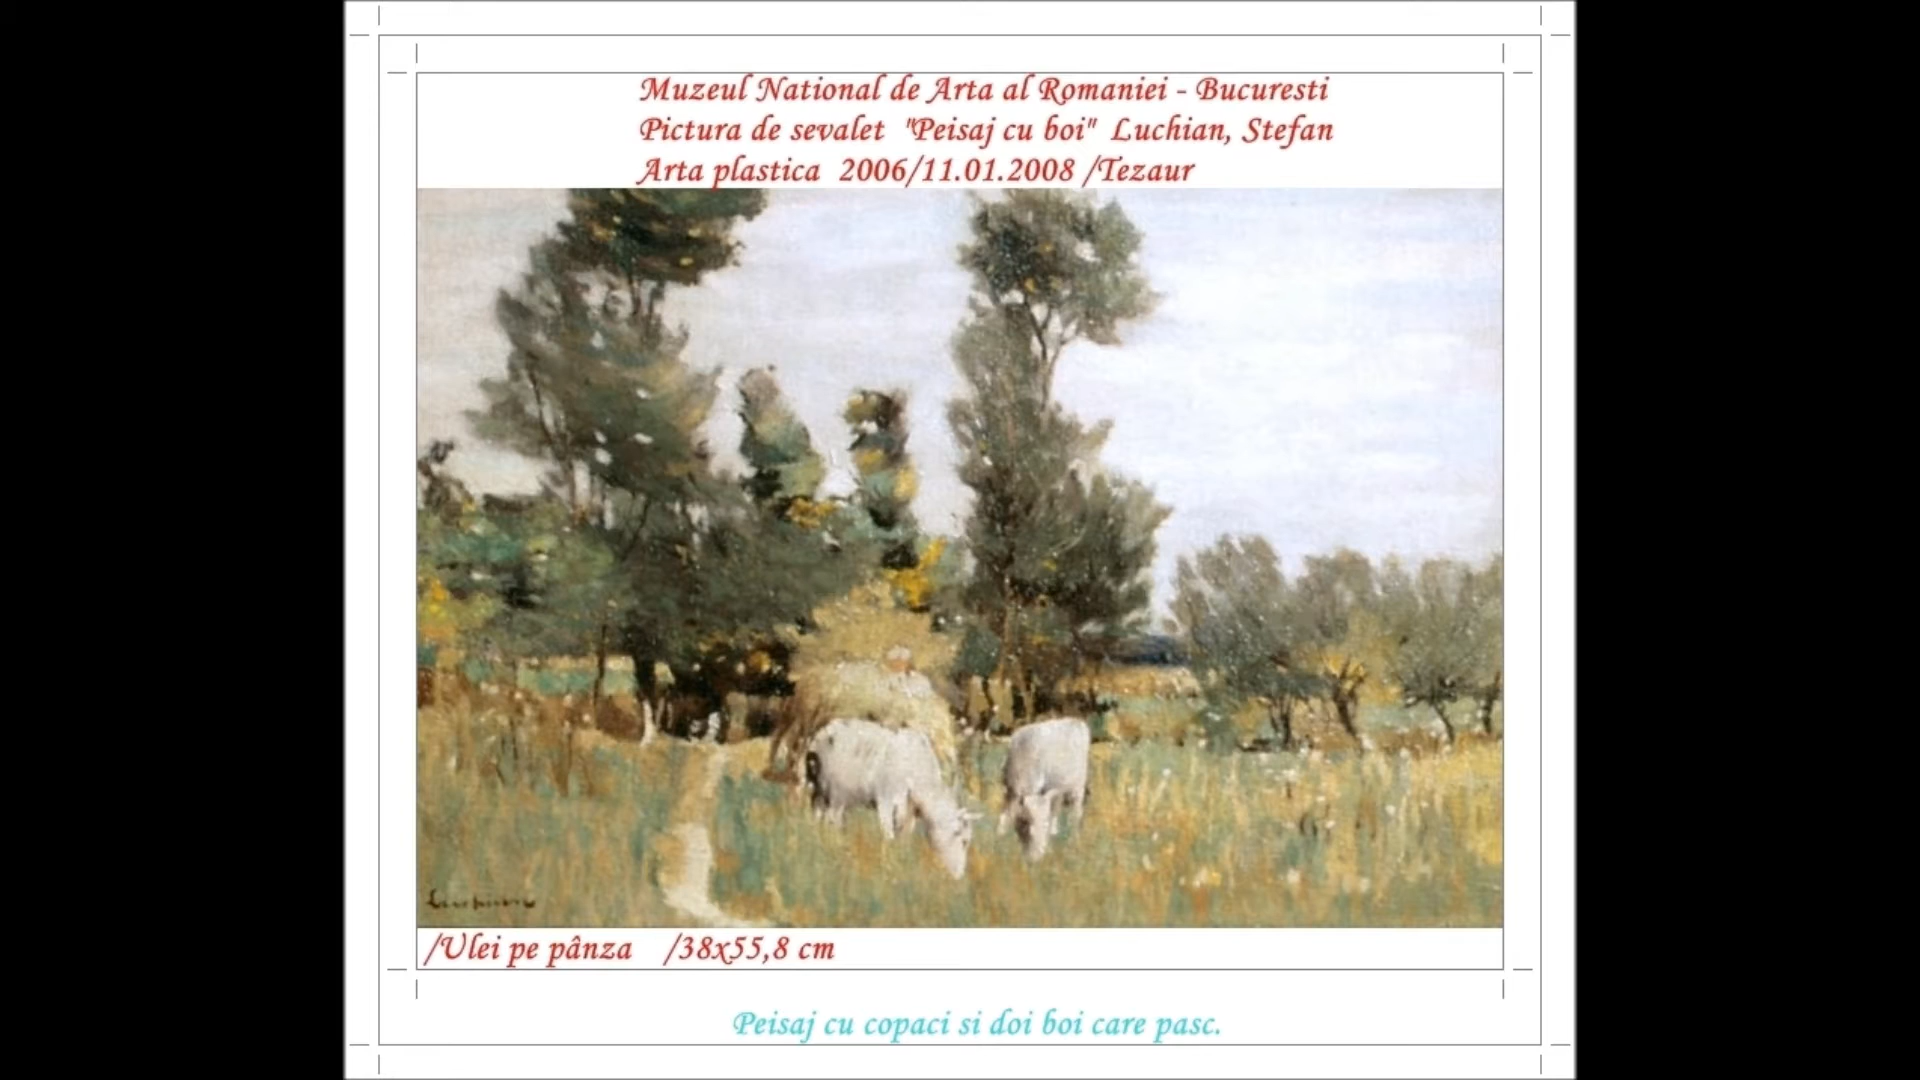 Muzeul National de Arta al Romaniei - Bucuresti
Pictura de sevalet "Peisaj cu boi" Luchian, Stefan
Arta plastica 2006/11.01.2008 /Tezaur
Luchian
/Ulei pe pânza /38x55,8 cm
Peisaj cu copaci si doi boi care pasc.